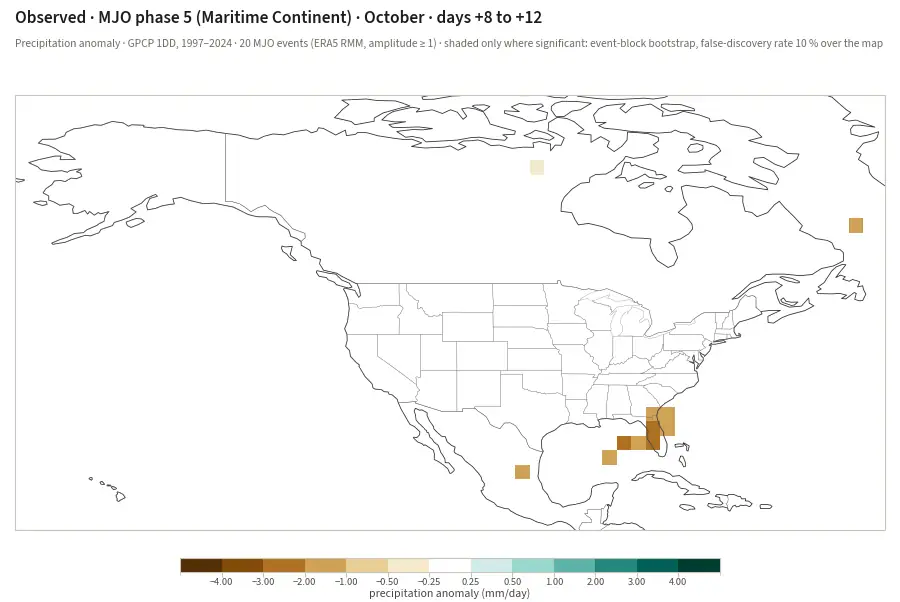 Observed · MJO phase 5 (Maritime Continent) · October · days +8 to +12
Precipitation anomaly · GPCP 1DD, 1997–2024 · 20 MJO events (ERA5 RMM, amplitude ≥ 1) · shaded only where significant: event-block bootstrap, false-discovery rate 10 % over the map
−4.00 −3.00 −2.00 −1.00 −0.50 −0.25 0.25 0.50 1.00 2.00 3.00 4.00
precipitation anomaly (mm/day)